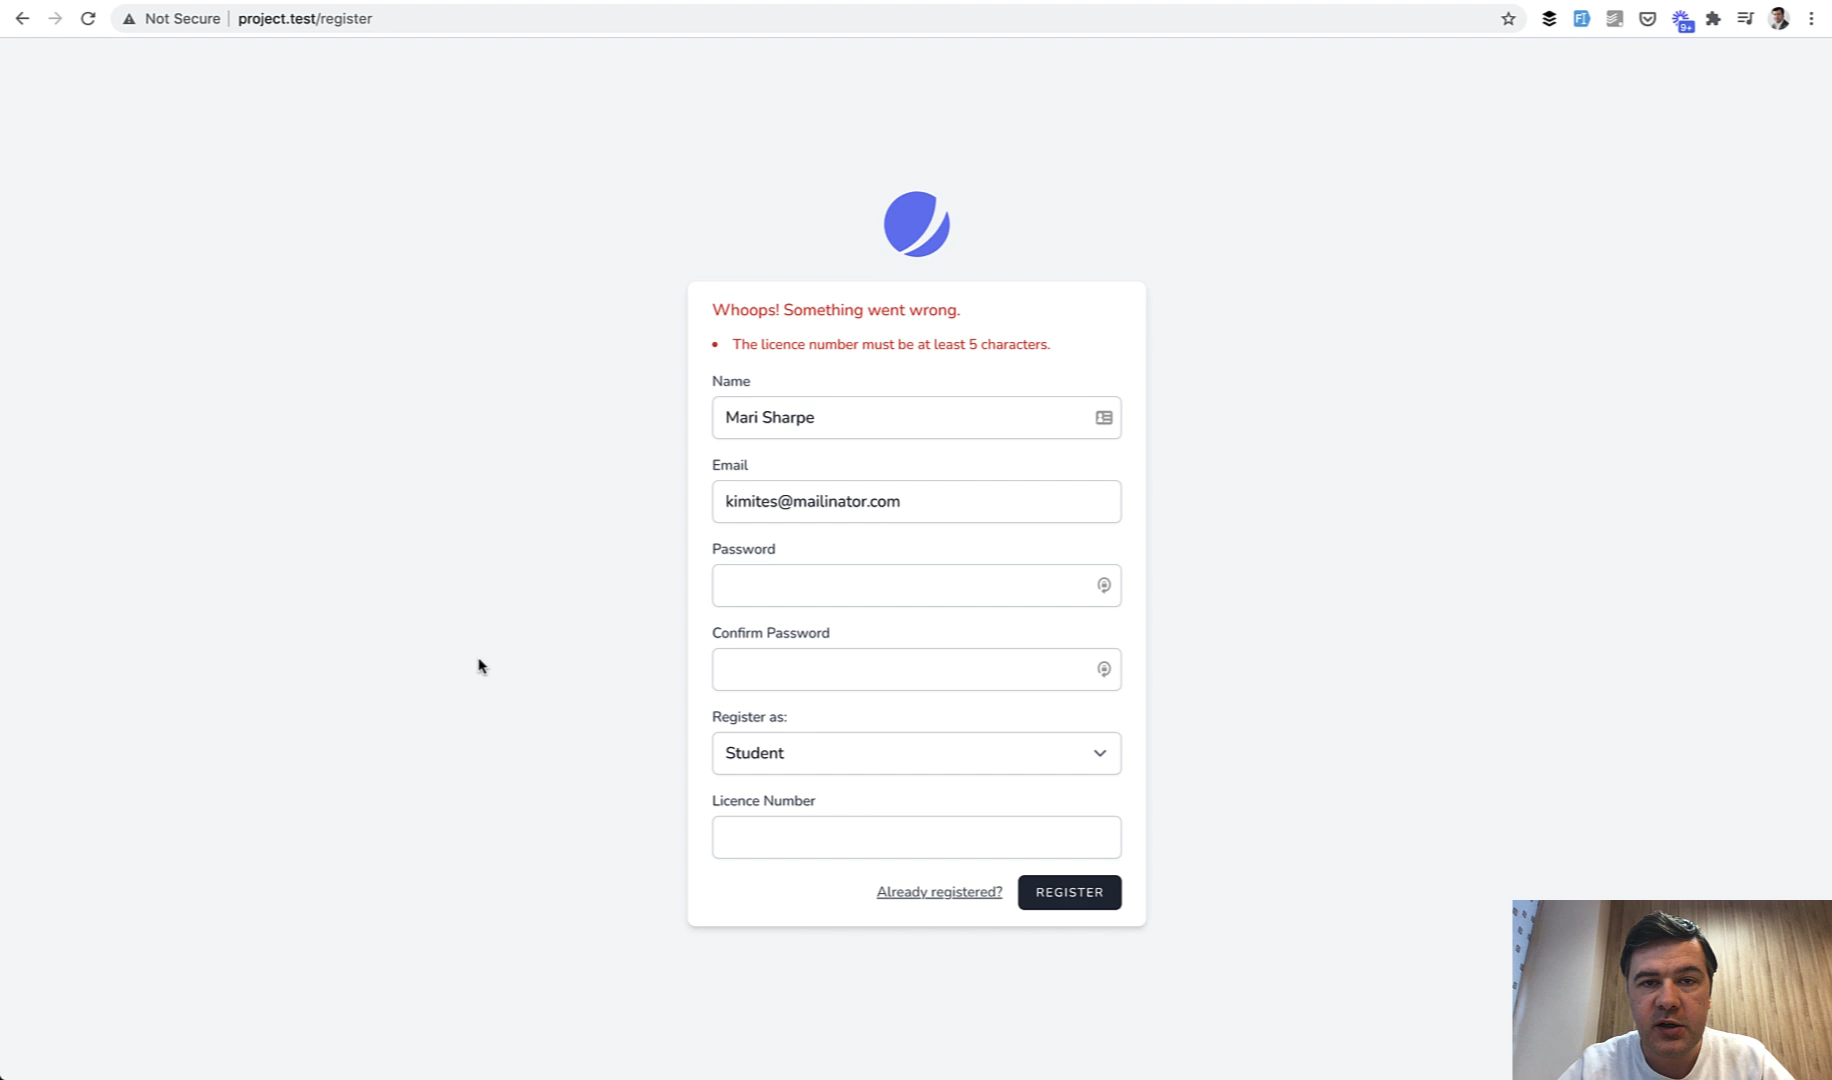 Not Secure
project.test/register
9+
Whoops! Something went wrong.
The licence number must be at least 5 characters.
Name
Mari Sharpe
Email
kimites@mailinator.com
Password
Confirm Password
Register as:
Student
Licence Number
Already registered?
REGISTER